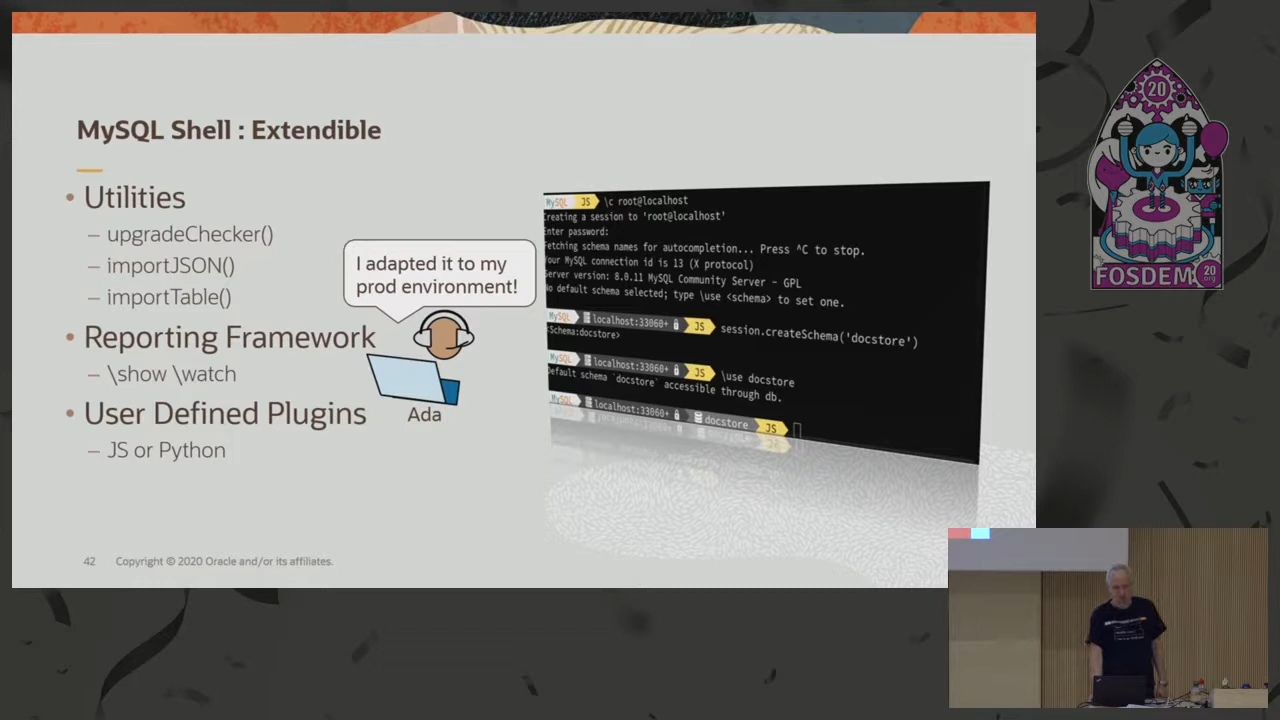 MySQL Shell : Extendible
• Utilities
– upgradeChecker()
– importJSON()
– importTable()
• Reporting Framework
– \show \watch
• User Defined Plugins
– JS or Python
I adapted it to my
prod environment!
Ada
MySQL JS \c root@localhost
Creating a session to 'root@localhost'
Enter password:
Fetching schema names for autocompletion... Press ^C to stop.
Your MySQL connection id is 13 (X protocol)
Server version: 8.0.11 MySQL Community Server - GPL
No default schema selected; type \use <schema> to set one.
MySQL localhost:33060+ JS session.createSchema('docstore')
<Schema:docstore>
MySQL localhost:33060+ JS \use docstore
Default schema `docstore` accessible through db.
MySQL localhost:33060+ docstore JS
42 Copyright © 2020 Oracle and/or its affiliates.
20
FOSDEM 20
.org